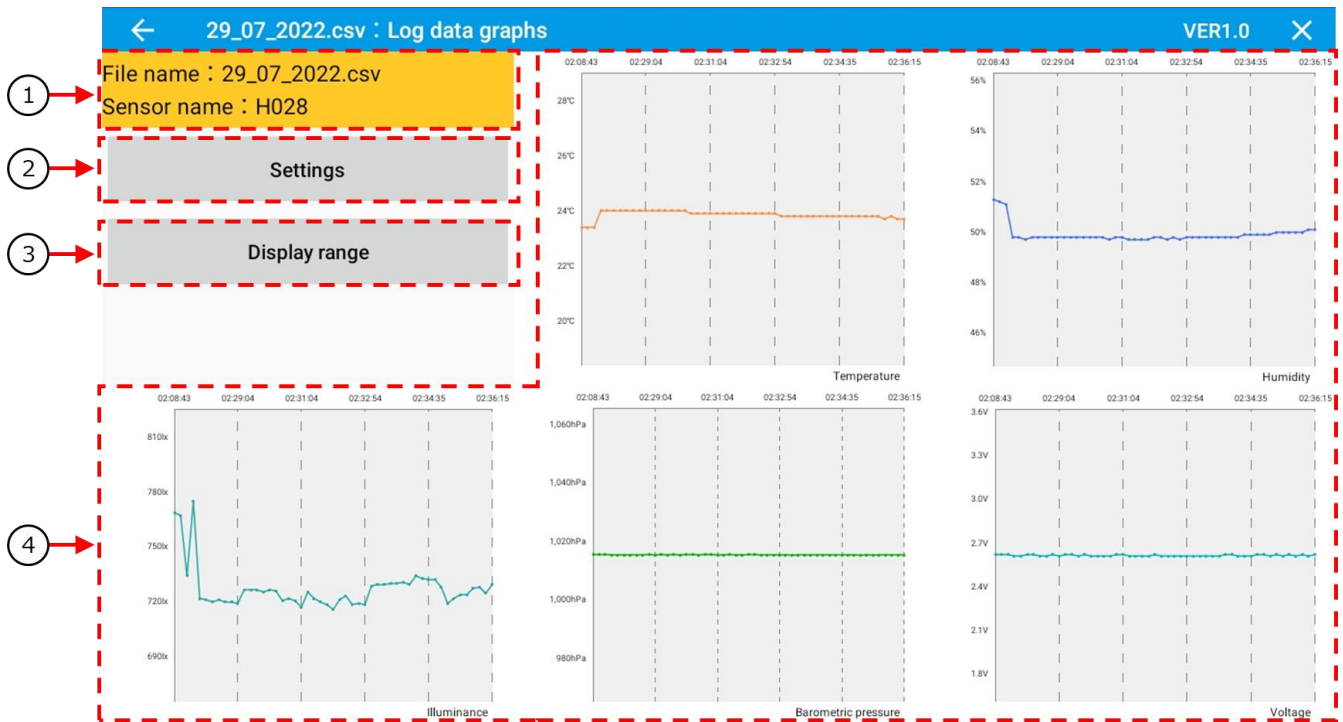 29_07_2022.csv：Log data graphs VER1.0
1
File name：29_07_2022.csv
Sensor name：H028
2
Settings
3
Display range
02:08:43 02:29:04 02:31:04 02:32:54 02:34:35 02:36:15
28°C
26°C
24°C
22°C
20°C
Temperature
02:08:43 02:29:04 02:31:04 02:32:54 02:34:35 02:36:15
56%
54%
52%
50%
48%
46%
Humidity
4
02:08:43 02:29:04 02:31:04 02:32:54 02:34:35 02:36:15
810lx
780lx
750lx
720lx
690lx
Illuminance
02:08:43 02:29:04 02:31:04 02:32:54 02:34:35 02:36:15
1,060hPa
1,040hPa
1,020hPa
1,000hPa
980hPa
Barometric pressure
02:08:43 02:29:04 02:31:04 02:32:54 02:34:35 02:36:15
3.6V
3.3V
3.0V
2.7V
2.4V
2.1V
1.8V
Voltage